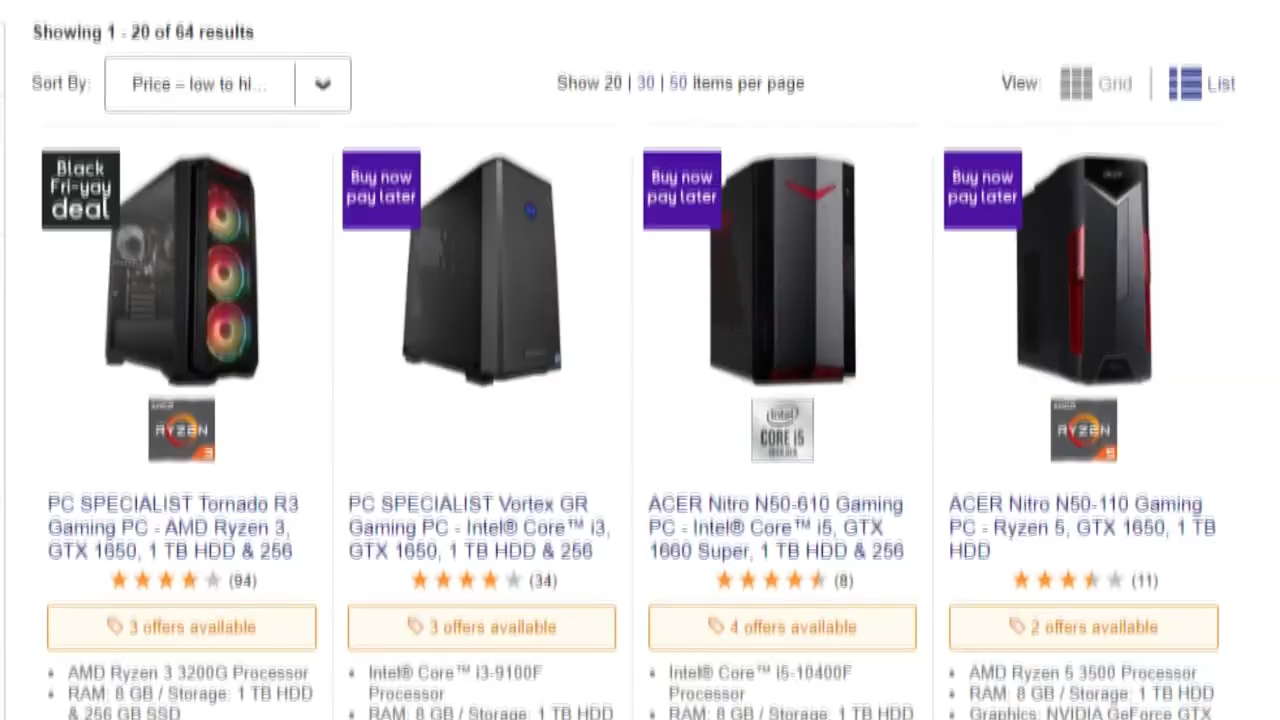 Showing 1 - 20 of 64 results
Sort By:
Price - low to hi...
Show 20 | 30 | 50 items per page
View:
Grid
List
Black
Fri-yay
deal
Buy now
pay later
Buy now
pay later
Buy now
pay later
acer
AMD
RYZEN
3
intel
CORE i5
AMD
RYZEN
5
PC SPECIALIST Tornado R3
Gaming PC - AMD Ryzen 3,
GTX 1650, 1 TB HDD & 256
(94)
3 offers available
AMD Ryzen 3 3200G Processor
RAM: 8 GB / Storage: 1 TB HDD
& 256 GB SSD
PC SPECIALIST Vortex GR
Gaming PC - Intel® Core™ i3,
GTX 1650, 1 TB HDD & 256
(34)
3 offers available
Intel® Core™ i3-9100F
Processor
RAM: 8 GB / Storage: 1 TB HDD
ACER Nitro N50-610 Gaming
PC - Intel® Core™ i5, GTX
1660 Super, 1 TB HDD & 256
(8)
4 offers available
Intel® Core™ i5-10400F
Processor
RAM: 8 GB / Storage: 1 TB HDD
ACER Nitro N50-110 Gaming
PC - Ryzen 5, GTX 1650, 1 TB
HDD
(11)
2 offers available
AMD Ryzen 5 3500 Processor
RAM: 8 GB / Storage: 1 TB HDD
Graphics: NVIDIA GeForce GTX